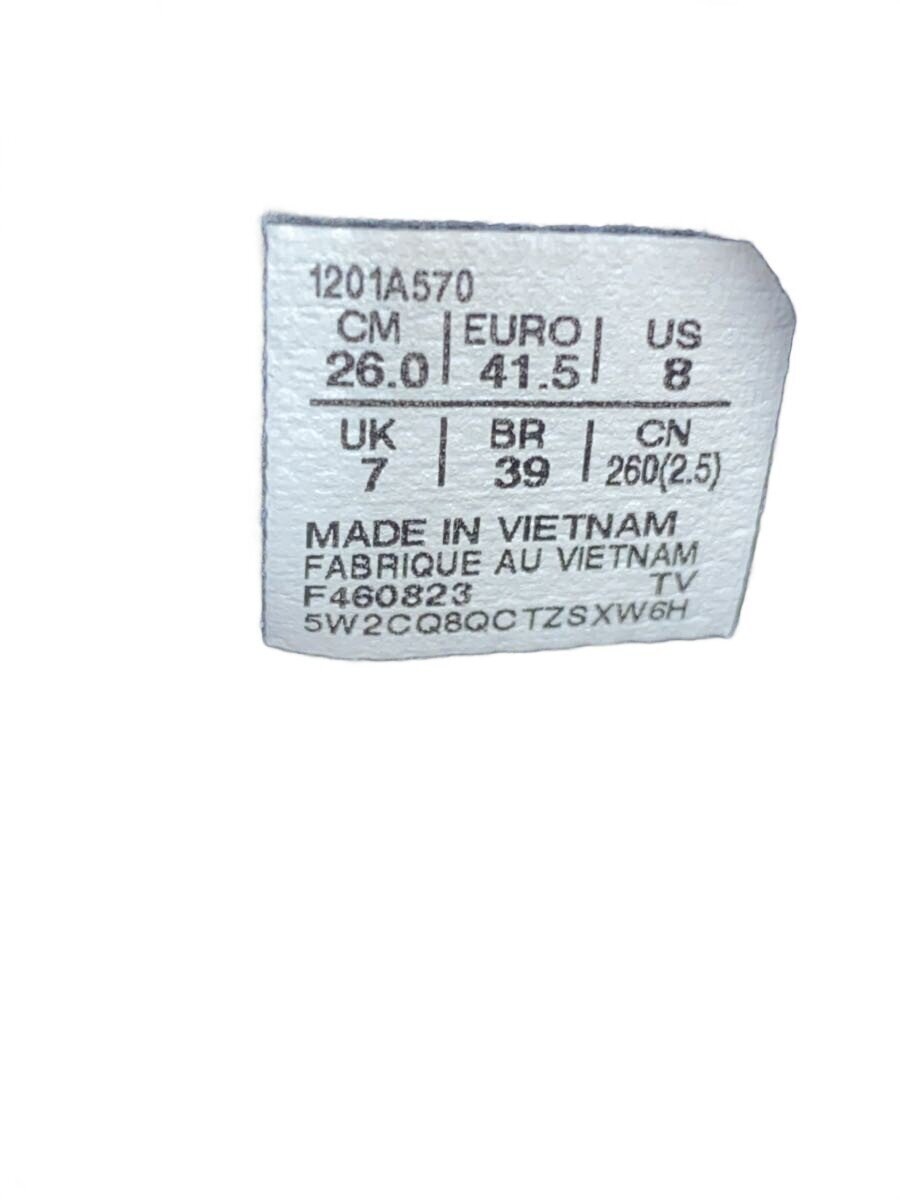 1201A570
CM | EURO | US
26.0 | 41.5 | 8
UK | BR | CN
7 | 39 | 260(2.5)
MADE IN VIETNAM
FABRIQUE AU VIETNAM
F460823 TV
5W2CQ8QCTZSXW6H